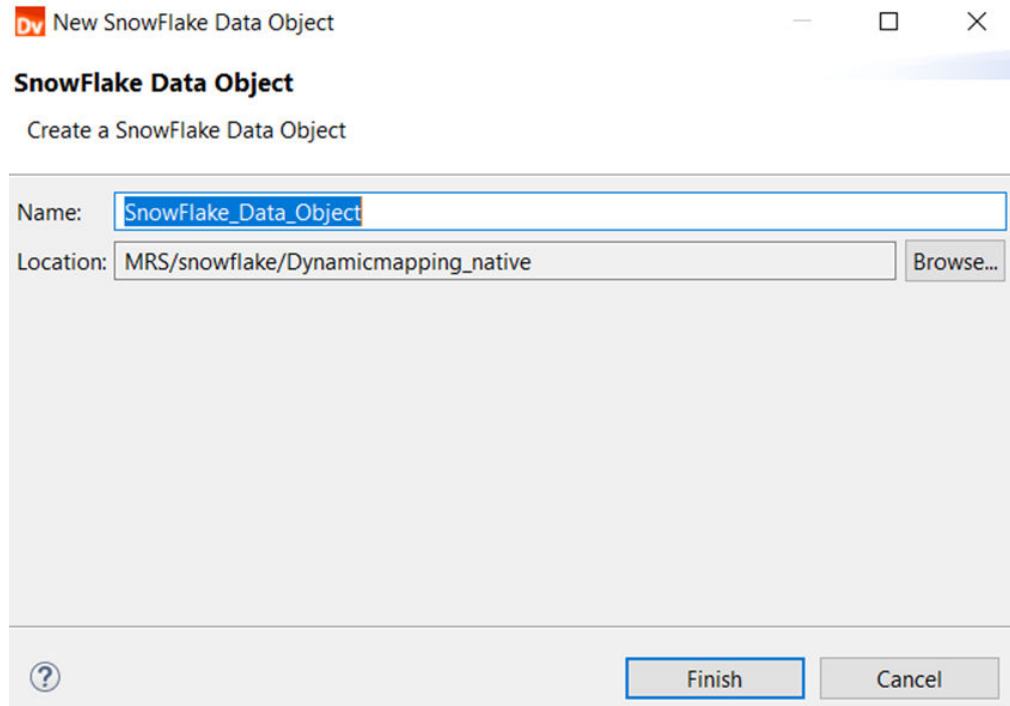 Dv New SnowFlake Data Object
SnowFlake Data Object
Create a SnowFlake Data Object
Name: SnowFlake_Data_Object
Location: MRS/snowflake/Dynamicmapping_native Browse...
? Finish Cancel